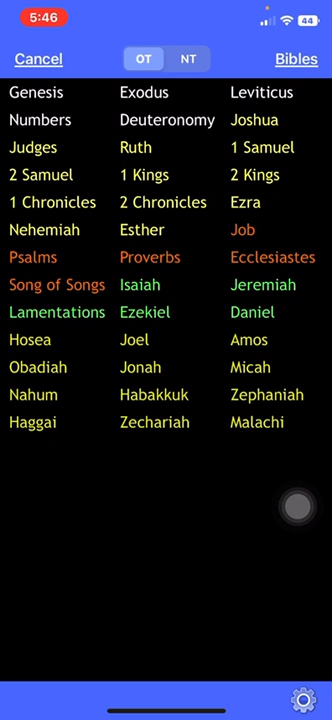 5:46 44
Cancel OT NT Bibles
Genesis Exodus Leviticus
Numbers Deuteronomy Joshua
Judges Ruth 1 Samuel
2 Samuel 1 Kings 2 Kings
1 Chronicles 2 Chronicles Ezra
Nehemiah Esther Job
Psalms Proverbs Ecclesiastes
Song of Songs Isaiah Jeremiah
Lamentations Ezekiel Daniel
Hosea Joel Amos
Obadiah Jonah Micah
Nahum Habakkuk Zephaniah
Haggai Zechariah Malachi